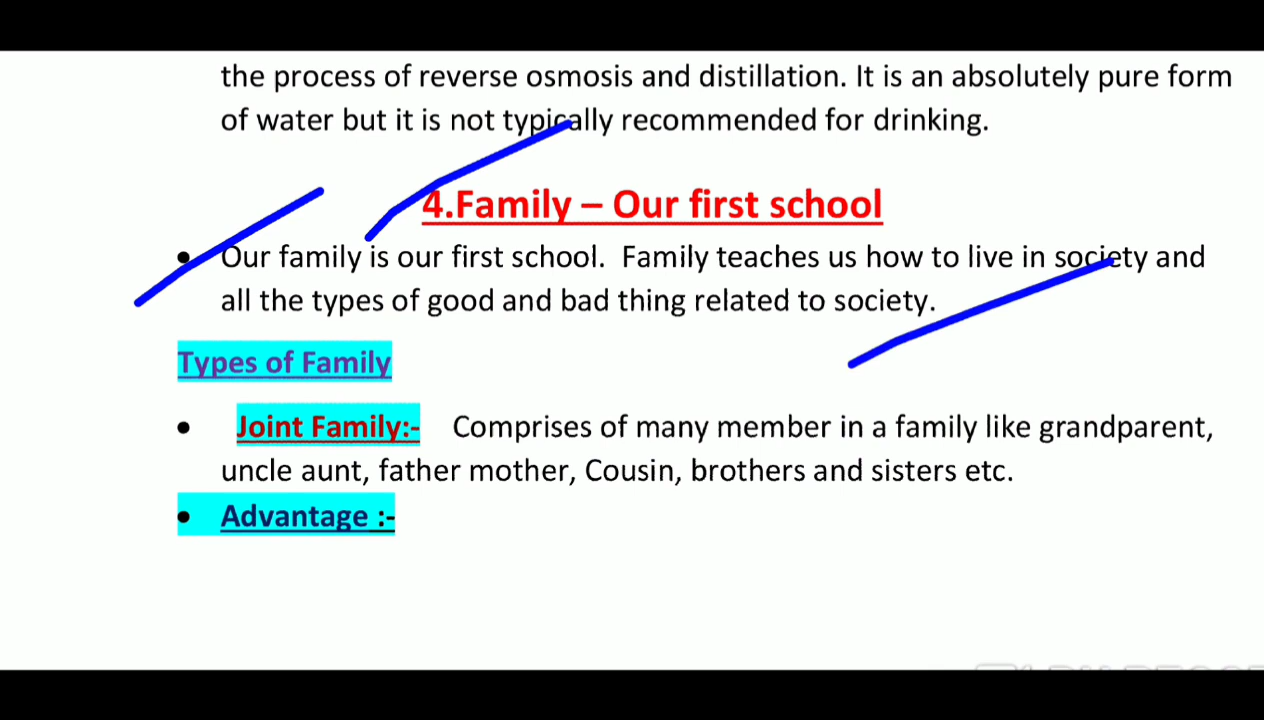 the process of reverse osmosis and distillation. It is an absolutely pure form
of water but it is not typically recommended for drinking.
4.Family – Our first school
• Our family is our first school.  Family teaches us how to live in society and
all the types of good and bad thing related to society.
Types of Family
• Joint Family:- Comprises of many member in a family like grandparent,
uncle aunt, father mother, Cousin, brothers and sisters etc.
• Advantage :-